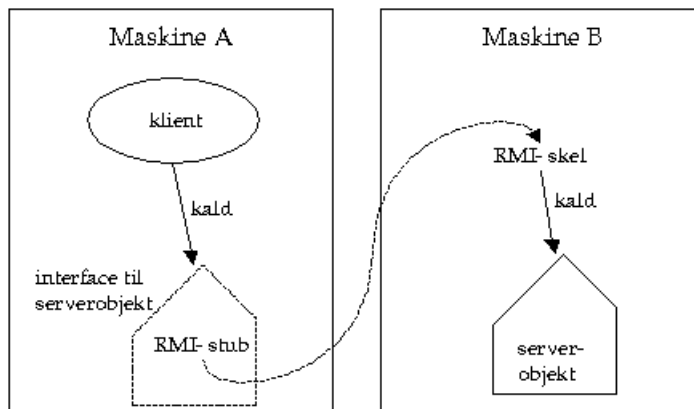 Maskine A
klient
kald
interface til
serverobjekt
RMI-stub
Maskine B
RMI-skel
kald
server-
objekt